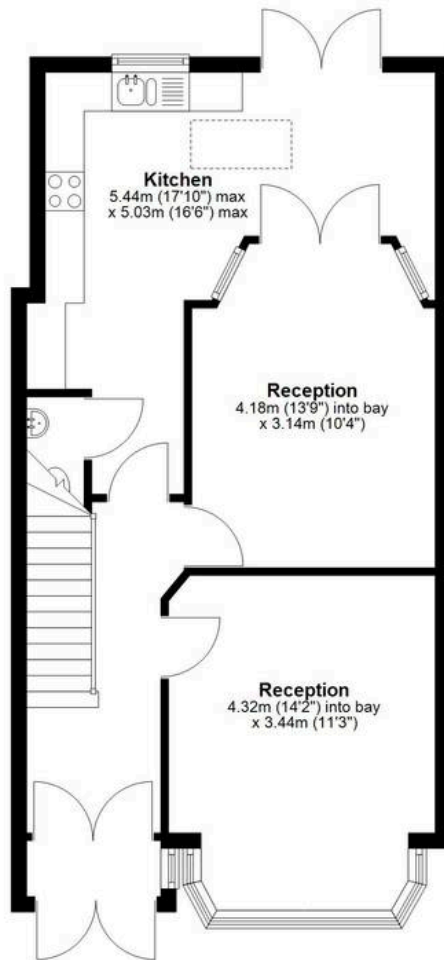 Kitchen
5.44m (17'10") max
x 5.03m (16'6") max
Reception
4.18m (13'9") into bay
x 3.14m (10'4")
Reception
4.32m (14'2") into bay
x 3.44m (11'3")